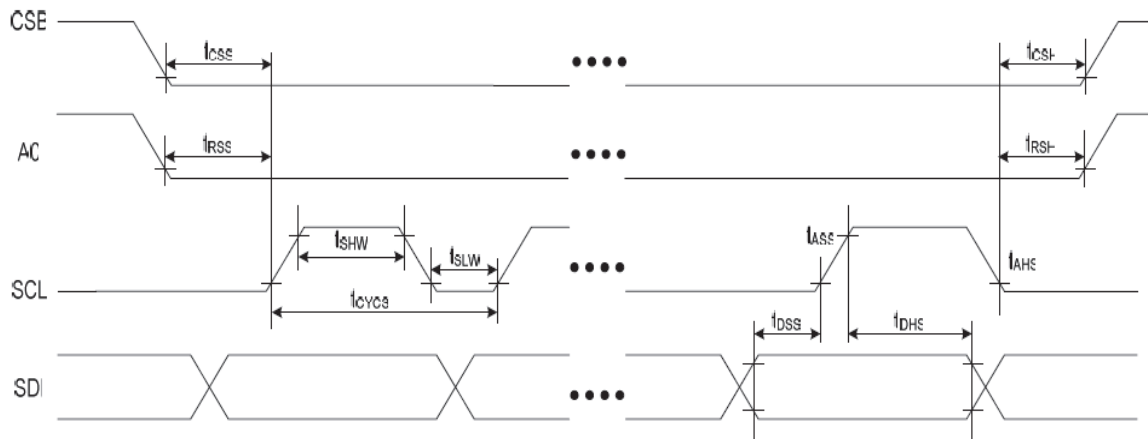 CSB
tCSS
tCSH
A0
tRSS
tRSH
SCL
tSHW
tSLW
tCYCS
tASS
tAHS
SDI
tDSS
tDHS